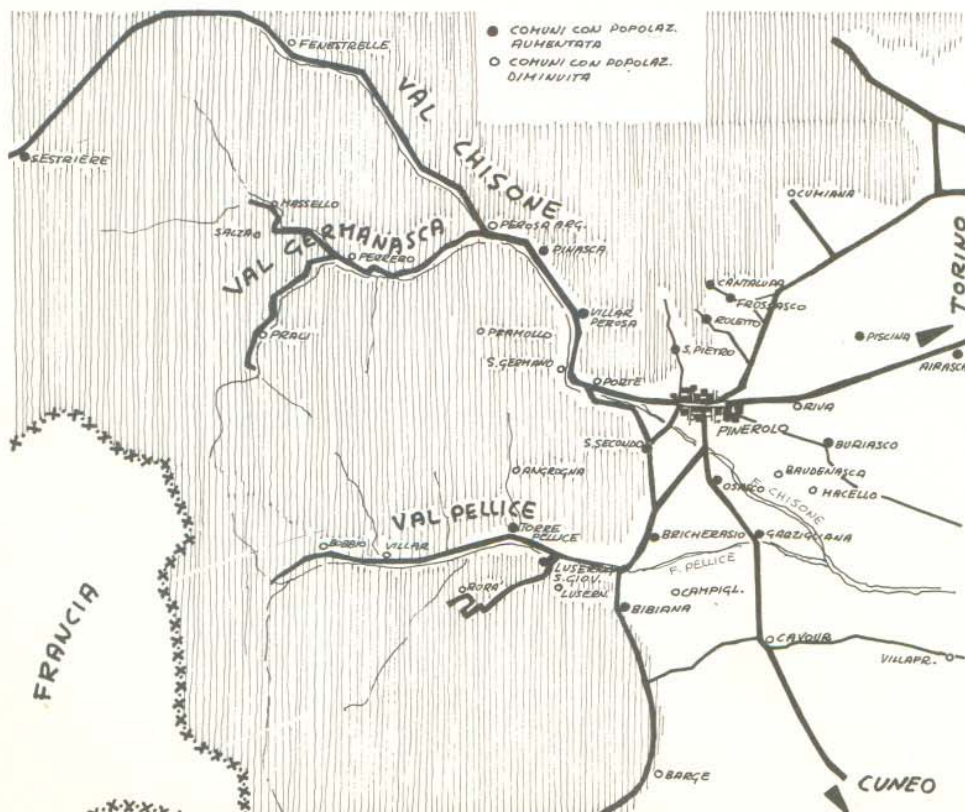 COMUNI CON POPOLAZ.
AUMENTATA
COMUNI CON POPOLAZ.
DIMINUITA
FENESTRELLE
VAL CHISONE
SESTRIÈRE
MASSELLO
SALZA
VAL GERMANASCA
PERRERO
PEROSA ARG.
PINASCA
CUMIANA
TORINO
PRALI
PRAMOLLO
VILLAR
PEROSA
CANTALUPA
FROSSASCO
ROLETTO
PISCINA
AIRASCA
S. PIETRO
S. GERMANO
PORTE
RIVA
PINEROLO
S. SECONDO
BURIASCO
ANGROGNA
BAUDENASCA
OSASCO
MACELLO
F. CHISONE
VAL PELLICE
TORRE
PELLICE
BOBBIO
VILLAR
BRICHERASIO
GARZIGLIANA
F. PELLICE
LUSERNA
S. GIOV.
LUSERN.
RORA'
CAMPIGL.
BIBIANA
FRANCIA
CAVOUR
VILLAFR.
BARGE
CUNEO